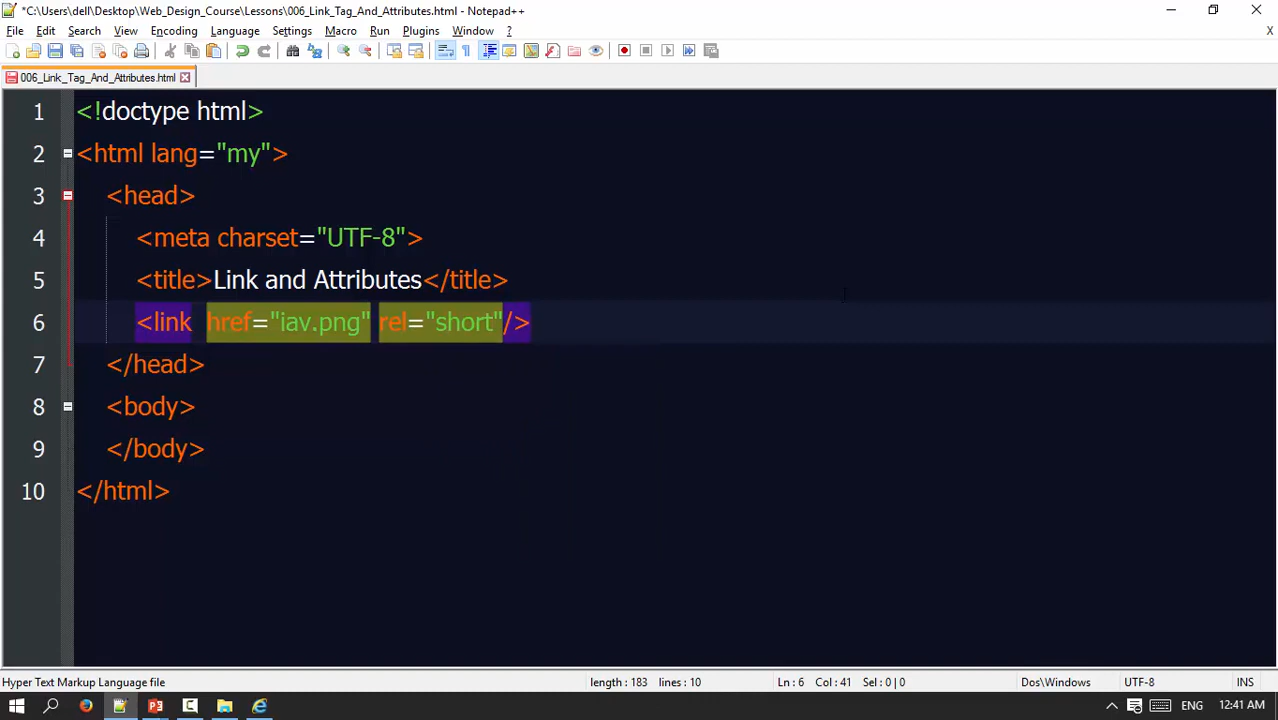 *C:\Users\dell\Desktop\Web_Design_Course\Lessons\006_Link_Tag_And_Attributes.html - Notepad++
File Edit Search View Encoding Language Settings Macro Run Plugins Window ? X
006_Link_Tag_And_Attributes.html
1 <!doctype html>
2 <html lang="my">
3 <head>
4 <meta charset="UTF-8">
5 <title>Link and Attributes</title>
6 <link href="iav.png" rel="short"/>
7 </head>
8 <body>
9 </body>
10 </html>
Hyper Text Markup Language file length : 183 lines : 10 Ln : 6 Col : 41 Sel : 0 | 0 Dos\Windows UTF-8 INS
ENG 12:41 AM